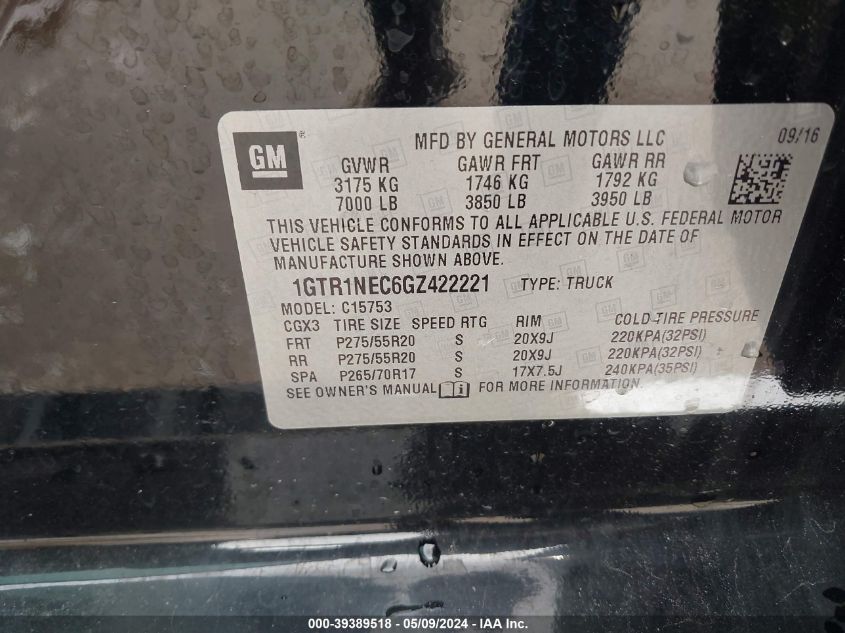 GM ®
MFD BY GENERAL MOTORS LLC 09/16
GVWR GAWR FRT GAWR RR
3175 KG 1746 KG 1792 KG
7000 LB 3850 LB 3950 LB
THIS VEHICLE CONFORMS TO ALL APPLICABLE U.S. FEDERAL MOTOR
VEHICLE SAFETY STANDARDS IN EFFECT ON THE DATE OF
MANUFACTURE SHOWN ABOVE.
1GTR1NEC6GZ422221 TYPE: TRUCK
MODEL: C15753
CGX3 TIRE SIZE SPEED RTG RIM COLD TIRE PRESSURE
FRT P275/55R20 S 20X9J 220KPA(32PSI)
RR P275/55R20 S 20X9J 220KPA(32PSI)
SPA P265/70R17 S 17X7.5J 240KPA(35PSI)
SEE OWNER'S MANUAL FOR MORE INFORMATION.
000-39389518 - 05/09/2024 - IAA Inc.